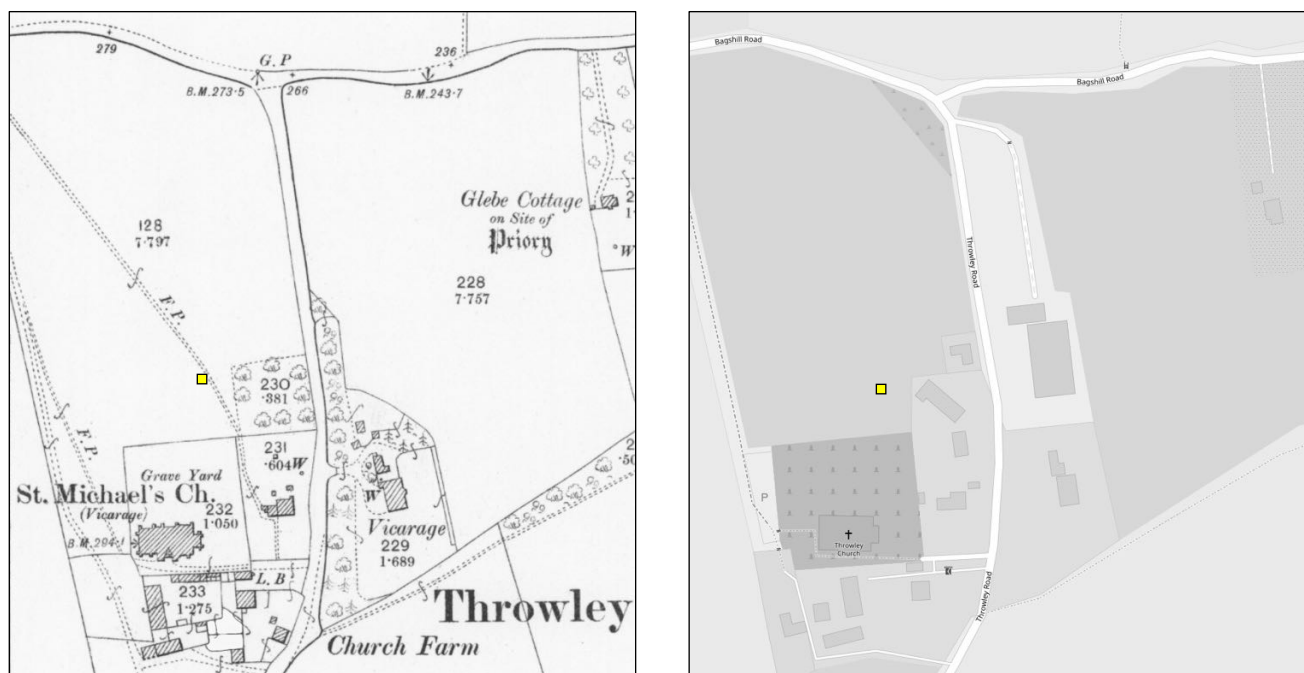 279
G. P
236
B.M.273·5
266
B.M.243·7
Glebe Cottage
on Site of
Priory
W
128
7·797
228
7·757
F. P.
230
·381
F. P.
231
·604
W
Grave Yard
St. Michael's Ch.
(Vicarage)
232
1·050
B.M.294·1
W
Vicarage
229
1·689
L. B
233
1·275
Throwley
Church Farm
Bagshill Road
Bagshill Road
Throwley Road
P
Throwley
Church
Throwley Road